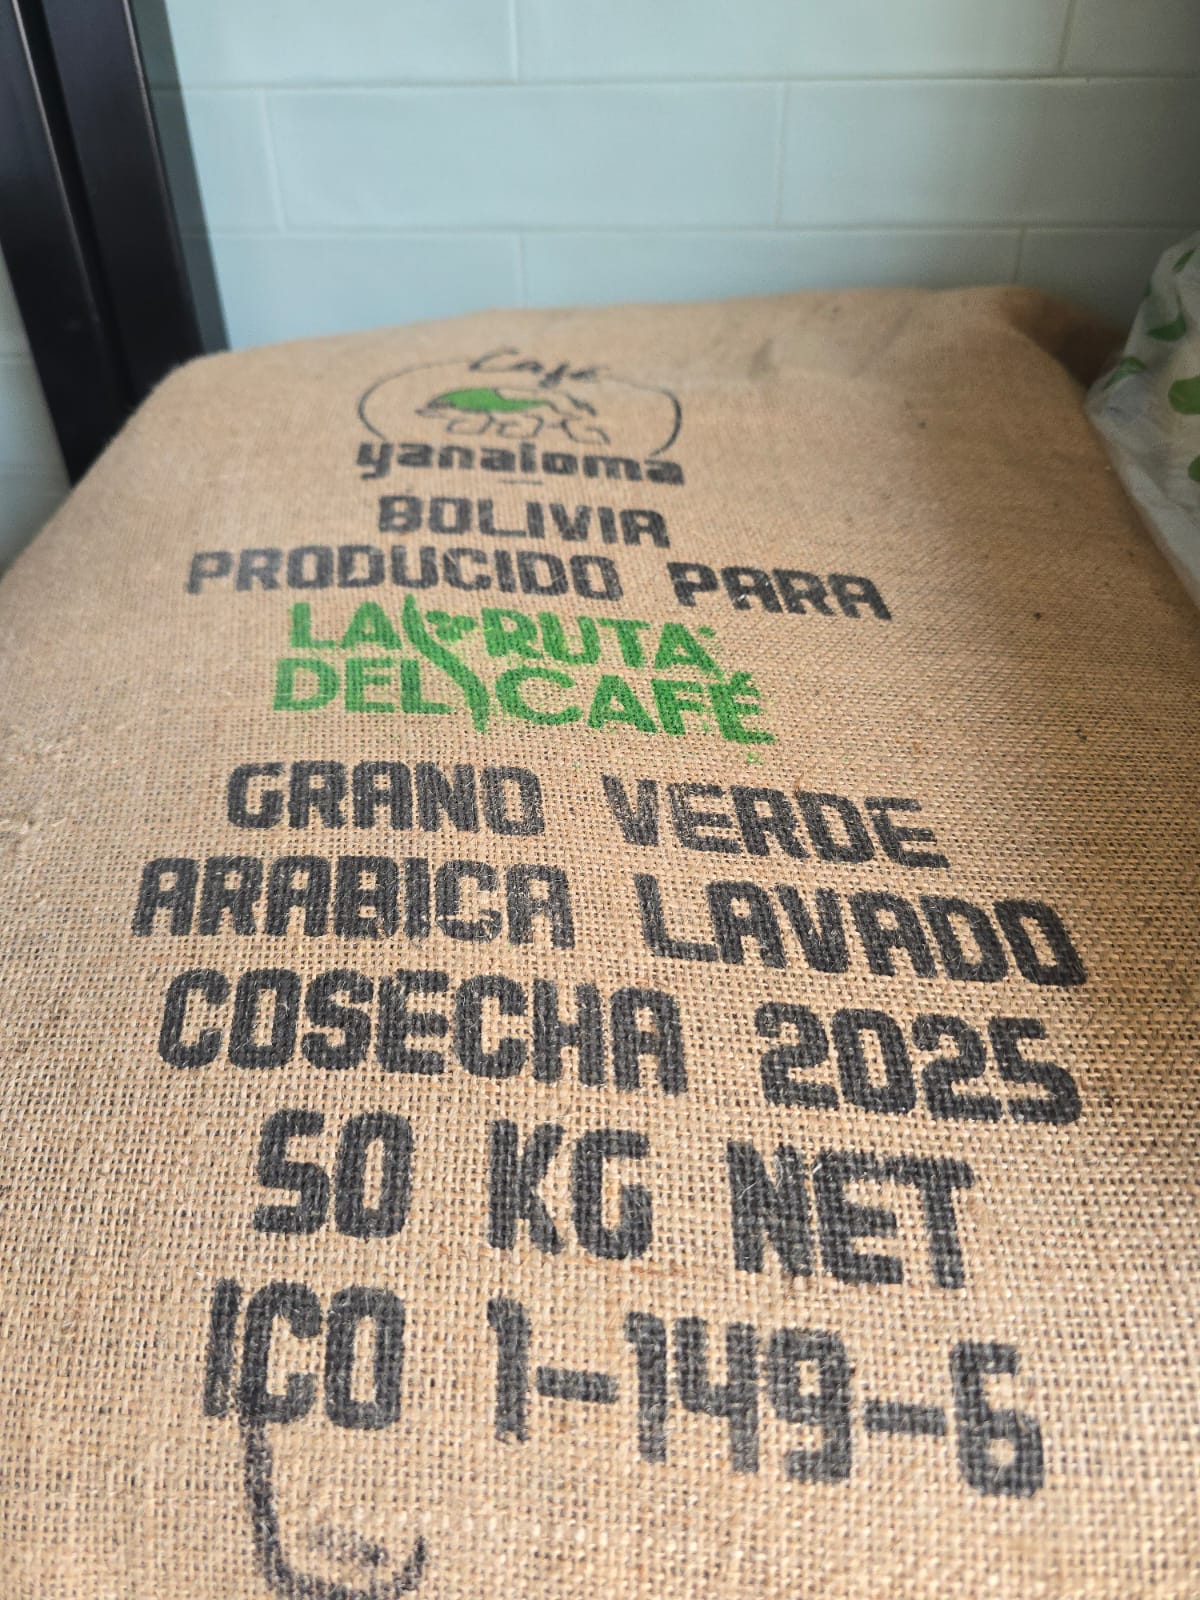 Café
yanaloma
BOLIVIA
PRODUCIDO PARA
LA RUTA
DEL CAFÉ
GRANO VERDE
ARABICA LAVADO
COSECHA 2025
50 KG NET
ICO 1-149-6